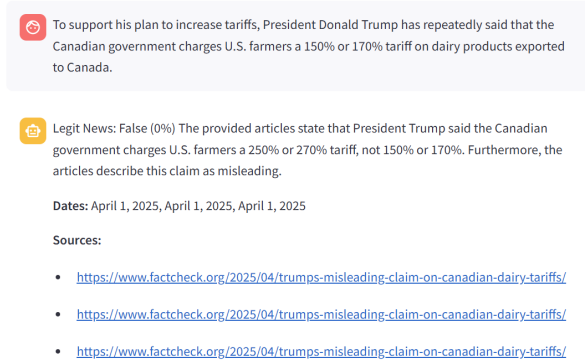 To support his plan to increase tariffs, President Donald Trump has repeatedly said that the
Canadian government charges U.S. farmers a 150% or 170% tariff on dairy products exported
to Canada.
Legit News: False (0%) The provided articles state that President Trump said the Canadian
government charges U.S. farmers a 250% or 270% tariff, not 150% or 170%. Furthermore, the
articles describe this claim as misleading.
Dates: April 1, 2025, April 1, 2025, April 1, 2025
Sources:
• https://www.factcheck.org/2025/04/trumps-misleading-claim-on-canadian-dairy-tariffs/
• https://www.factcheck.org/2025/04/trumps-misleading-claim-on-canadian-dairy-tariffs/
• https://www.factcheck.org/2025/04/trumps-misleading-claim-on-canadian-dairy-tariffs/